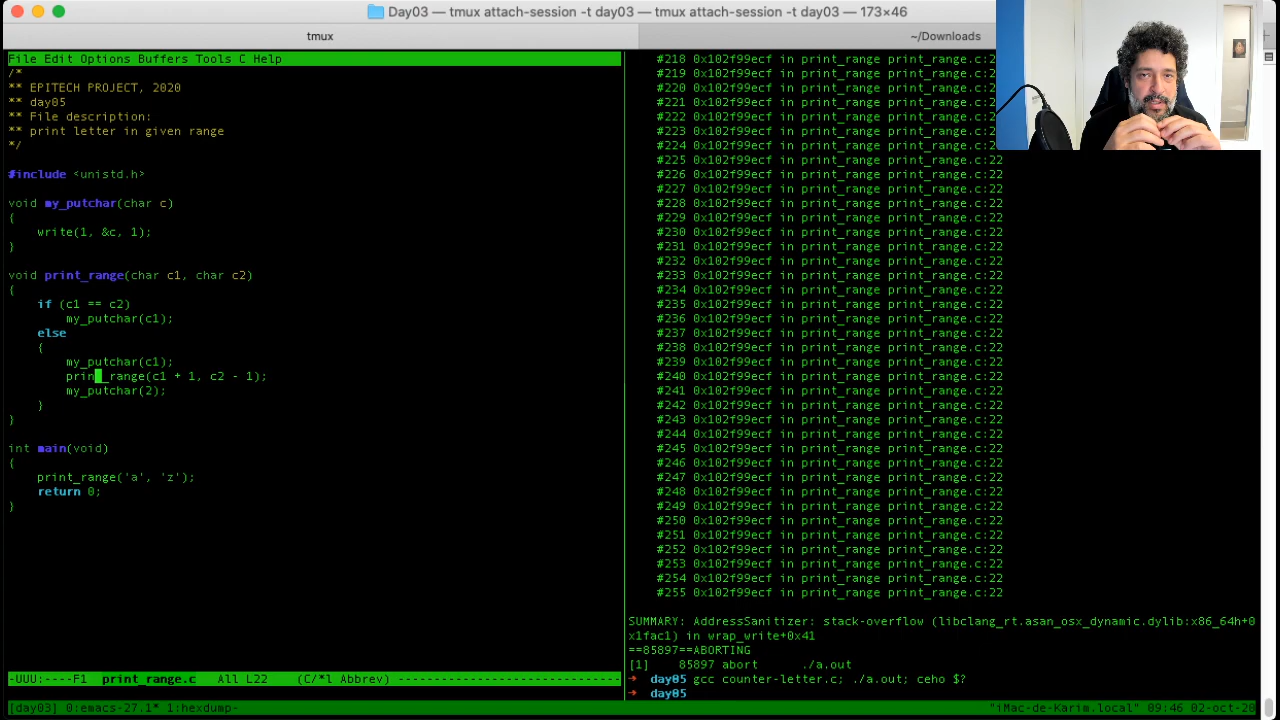 Day03 — tmux attach-session -t day03 — tmux attach-session -t day03 — 173×46
tmux
~/Downloads
File Edit Options Buffers Tools C Help
/*
** EPITECH PROJECT, 2020
** day05
** File description:
** print letter in given range
*/
#include <unistd.h>
void my_putchar(char c)
{
write(1, &c, 1);
}
void print_range(char c1, char c2)
{
if (c1 == c2)
my_putchar(c1);
else
{
my_putchar(c1);
print_range(c1 + 1, c2 - 1);
my_putchar(2);
}
}
int main(void)
{
print_range('a', 'z');
return 0;
}
-UUU:----F1  print_range.c  All L22  (C/*l Abbrev) --------------------------------
#218 0x102f99ecf in print_range print_range.c:2
#219 0x102f99ecf in print_range print_range.c:2
#220 0x102f99ecf in print_range print_range.c:2
#221 0x102f99ecf in print_range print_range.c:2
#222 0x102f99ecf in print_range print_range.c:2
#223 0x102f99ecf in print_range print_range.c:2
#224 0x102f99ecf in print_range print_range.c:2
#225 0x102f99ecf in print_range print_range.c:22
#226 0x102f99ecf in print_range print_range.c:22
#227 0x102f99ecf in print_range print_range.c:22
#228 0x102f99ecf in print_range print_range.c:22
#229 0x102f99ecf in print_range print_range.c:22
#230 0x102f99ecf in print_range print_range.c:22
#231 0x102f99ecf in print_range print_range.c:22
#232 0x102f99ecf in print_range print_range.c:22
#233 0x102f99ecf in print_range print_range.c:22
#234 0x102f99ecf in print_range print_range.c:22
#235 0x102f99ecf in print_range print_range.c:22
#236 0x102f99ecf in print_range print_range.c:22
#237 0x102f99ecf in print_range print_range.c:22
#238 0x102f99ecf in print_range print_range.c:22
#239 0x102f99ecf in print_range print_range.c:22
#240 0x102f99ecf in print_range print_range.c:22
#241 0x102f99ecf in print_range print_range.c:22
#242 0x102f99ecf in print_range print_range.c:22
#243 0x102f99ecf in print_range print_range.c:22
#244 0x102f99ecf in print_range print_range.c:22
#245 0x102f99ecf in print_range print_range.c:22
#246 0x102f99ecf in print_range print_range.c:22
#247 0x102f99ecf in print_range print_range.c:22
#248 0x102f99ecf in print_range print_range.c:22
#249 0x102f99ecf in print_range print_range.c:22
#250 0x102f99ecf in print_range print_range.c:22
#251 0x102f99ecf in print_range print_range.c:22
#252 0x102f99ecf in print_range print_range.c:22
#253 0x102f99ecf in print_range print_range.c:22
#254 0x102f99ecf in print_range print_range.c:22
#255 0x102f99ecf in print_range print_range.c:22
SUMMARY: AddressSanitizer: stack-overflow (libclang_rt.asan_osx_dynamic.dylib:x86_64h+0
x1fac1) in wrap_write+0x41
==85897==ABORTING
[1]    85897 abort      ./a.out
➜  day05 gcc counter-letter.c; ./a.out; ceho $?
➜  day05
[day03] 0:emacs-27.1* 1:hexdump-
"iMac-de-Karim.local" 09:46 02-oct-20